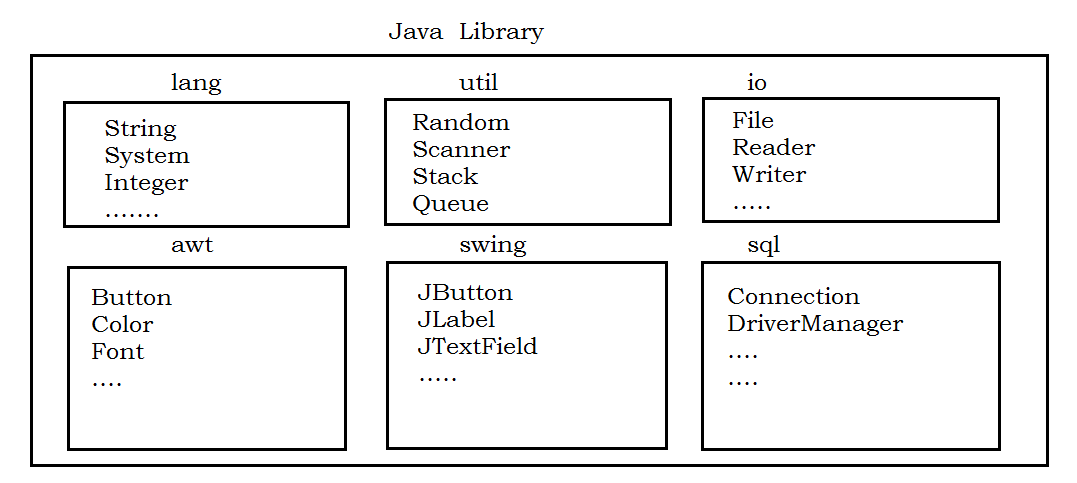 Java Library
lang
String
System
Integer
.......
util
Random
Scanner
Stack
Queue
io
File
Reader
Writer
.....
awt
Button
Color
Font
....
swing
JButton
JLabel
JTextField
.....
sql
Connection
DriverManager
....
....